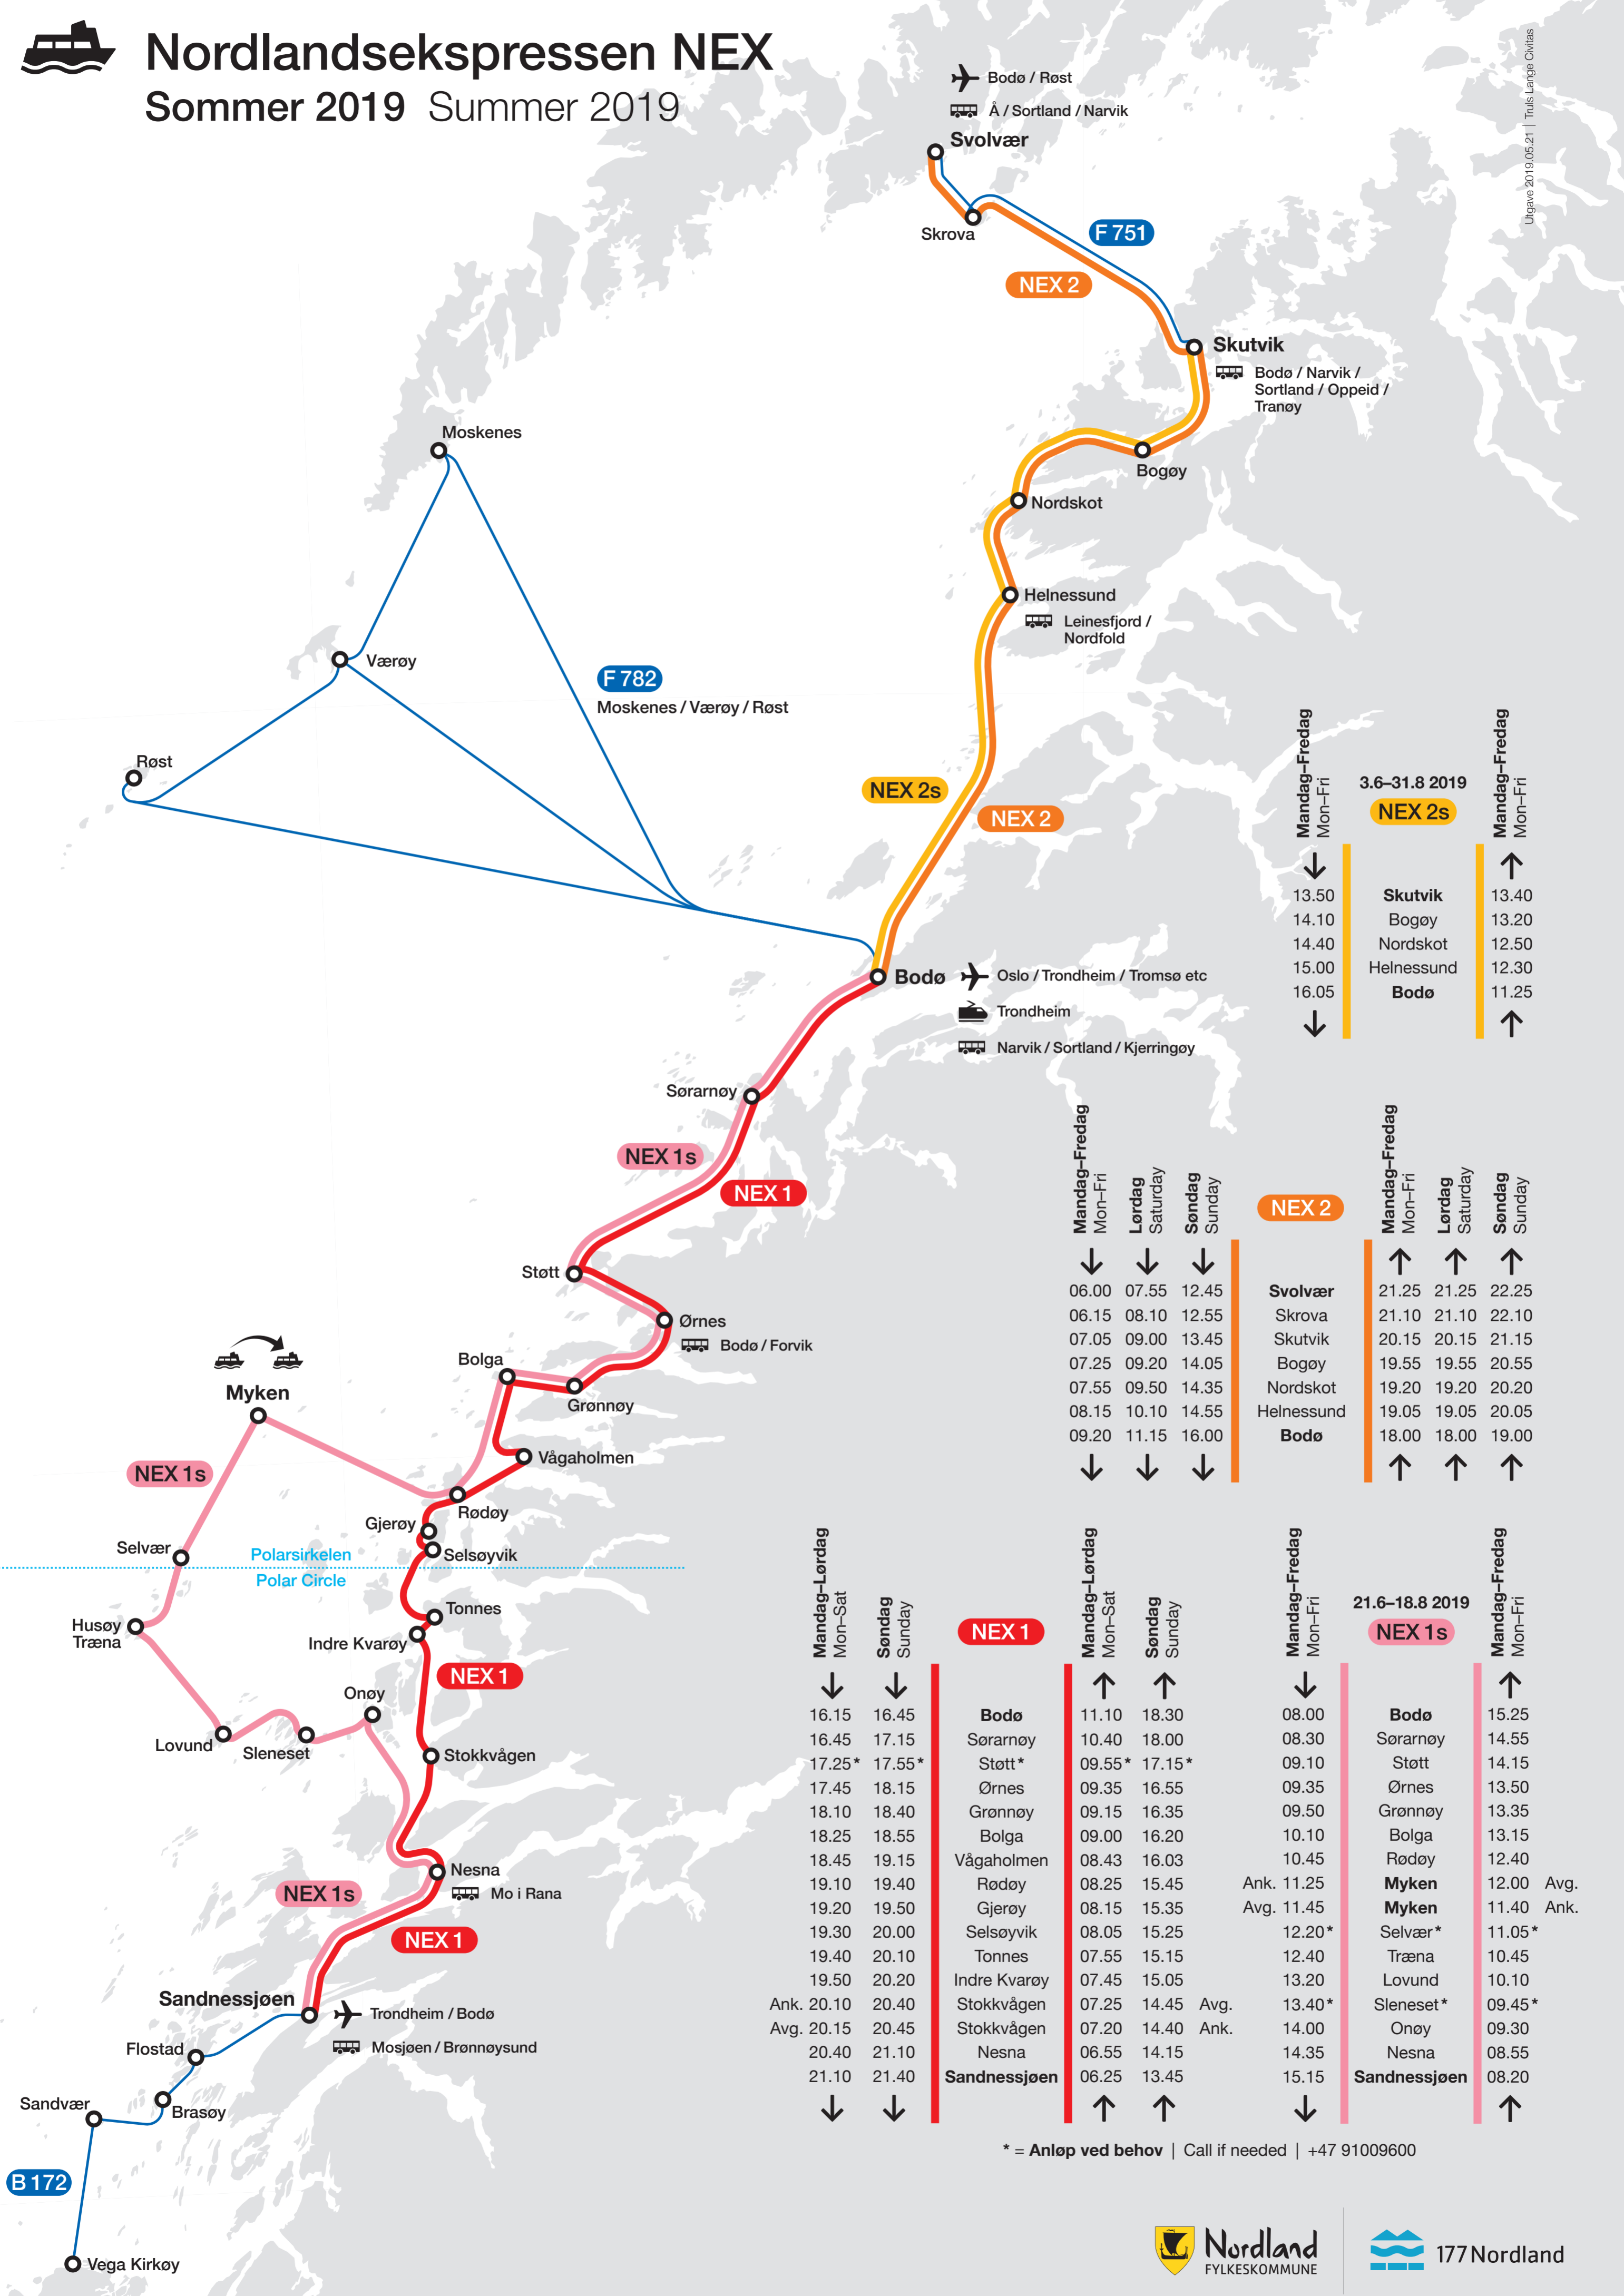 Nordlandsekspressen NEX
Sommer 2019 Summer 2019
Utgave 2019.05.21 | Truls Lange Civitas
Bodø / Røst
Å / Sortland / Narvik
Svolvær
Skrova
F 751
NEX 2
Skutvik
Bodø / Narvik /
Sortland / Oppeid /
Tranøy
Moskenes
Bogøy
Nordskot
Helnessund
Leinesfjord /
Nordfold
Værøy
F 782
Moskenes / Værøy / Røst
Røst
NEX 2s
NEX 2
Bodø
Oslo / Trondheim / Tromsø etc
Trondheim
Narvik / Sortland / Kjerringøy
Sørarnøy
NEX 1s
NEX 1
Støtt
Ørnes
Bodø / Forvik
Bolga
Grønnøy
Myken
Vågaholmen
NEX 1s
Rødøy
Gjerøy
Selsøyvik
Selvær
Polarsirkelen
Polar Circle
Tonnes
Husøy
Træna
Indre Kvarøy
NEX 1
Onøy
Lovund
Sleneset
Stokkvågen
Nesna
Mo i Rana
NEX 1s
NEX 1
Sandnessjøen
Trondheim / Bodø
Mosjøen / Brønnøysund
Flostad
Sandvær
Brasøy
B 172
Vega Kirkøy
Mandag–Fredag
Mon–Fri
3.6–31.8 2019
NEX 2s
Mandag–Fredag
Mon–Fri
13.50 Skutvik 13.40
14.10 Bogøy 13.20
14.40 Nordskot 12.50
15.00 Helnessund 12.30
16.05 Bodø 11.25
Mandag–Fredag
Mon–Fri
Lørdag
Saturday
Søndag
Sunday
NEX 2
Mandag–Fredag
Mon–Fri
Lørdag
Saturday
Søndag
Sunday
06.00 07.55 12.45 Svolvær 21.25 21.25 22.25
06.15 08.10 12.55 Skrova 21.10 21.10 22.10
07.05 09.00 13.45 Skutvik 20.15 20.15 21.15
07.25 09.20 14.05 Bogøy 19.55 19.55 20.55
07.55 09.50 14.35 Nordskot 19.20 19.20 20.20
08.15 10.10 14.55 Helnessund 19.05 19.05 20.05
09.20 11.15 16.00 Bodø 18.00 18.00 19.00
Mandag–Lørdag
Mon–Sat
Søndag
Sunday
NEX 1
Mandag–Lørdag
Mon–Sat
Søndag
Sunday
16.15 16.45 Bodø 11.10 18.30
16.45 17.15 Sørarnøy 10.40 18.00
17.25* 17.55* Støtt* 09.55* 17.15*
17.45 18.15 Ørnes 09.35 16.55
18.10 18.40 Grønnøy 09.15 16.35
18.25 18.55 Bolga 09.00 16.20
18.45 19.15 Vågaholmen 08.43 16.03
19.10 19.40 Rødøy 08.25 15.45
19.20 19.50 Gjerøy 08.15 15.35
19.30 20.00 Selsøyvik 08.05 15.25
19.40 20.10 Tonnes 07.55 15.15
19.50 20.20 Indre Kvarøy 07.45 15.05
Ank. 20.10 20.40 Stokkvågen 07.25 14.45 Avg.
Avg. 20.15 20.45 Stokkvågen 07.20 14.40 Ank.
20.40 21.10 Nesna 06.55 14.15
21.10 21.40 Sandnessjøen 06.25 13.45
Mandag–Fredag
Mon–Fri
21.6–18.8 2019
NEX 1s
Mandag–Fredag
Mon–Fri
08.00 Bodø 15.25
08.30 Sørarnøy 14.55
09.10 Støtt 14.15
09.35 Ørnes 13.50
09.50 Grønnøy 13.35
10.10 Bolga 13.15
10.45 Rødøy 12.40
Ank. 11.25 Myken 12.00 Avg.
Avg. 11.45 Myken 11.40 Ank.
12.20* Selvær* 11.05*
12.40 Træna 10.45
13.20 Lovund 10.10
13.40* Sleneset* 09.45*
14.00 Onøy 09.30
14.35 Nesna 08.55
15.15 Sandnessjøen 08.20
* = Anløp ved behov | Call if needed | +47 91009600
Nordland
FYLKESKOMMUNE
177 Nordland